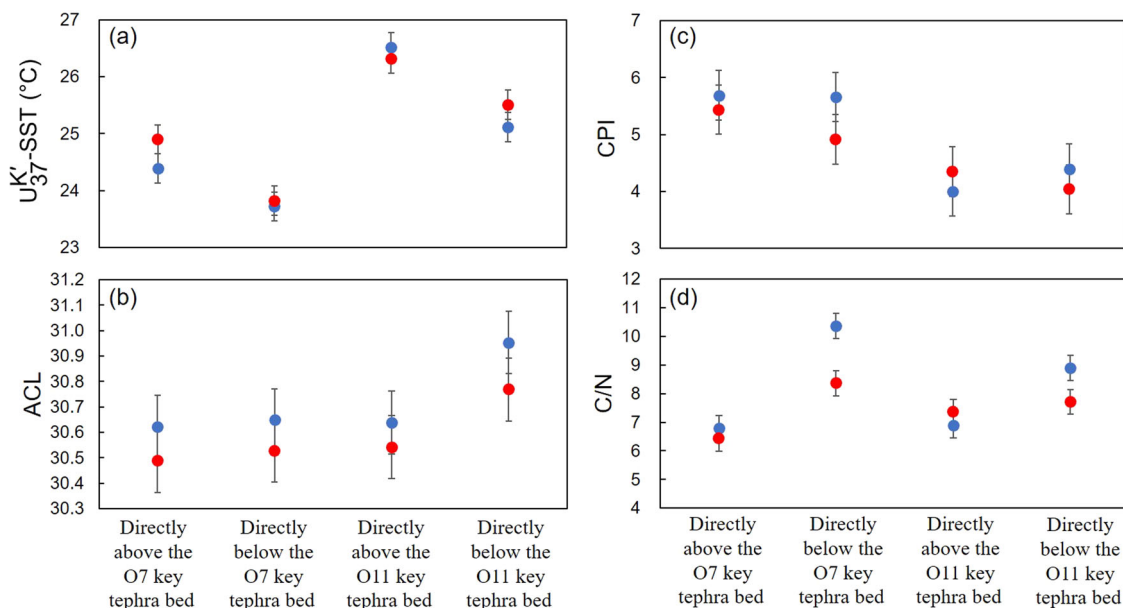 (a)
U37K′-SST (°C)
27
26
25
24
23
(b)
ACL
31.2
31.1
31.0
30.9
30.8
30.7
30.6
30.5
30.4
30.3
Directly above the O7 key tephra bed
Directly below the O7 key tephra bed
Directly above the O11 key tephra bed
Directly below the O11 key tephra bed
(c)
CPI
7
6
5
4
3
(d)
C/N
12
11
10
9
8
7
6
5
4
Directly above the O7 key tephra bed
Directly below the O7 key tephra bed
Directly above the O11 key tephra bed
Directly below the O11 key tephra bed